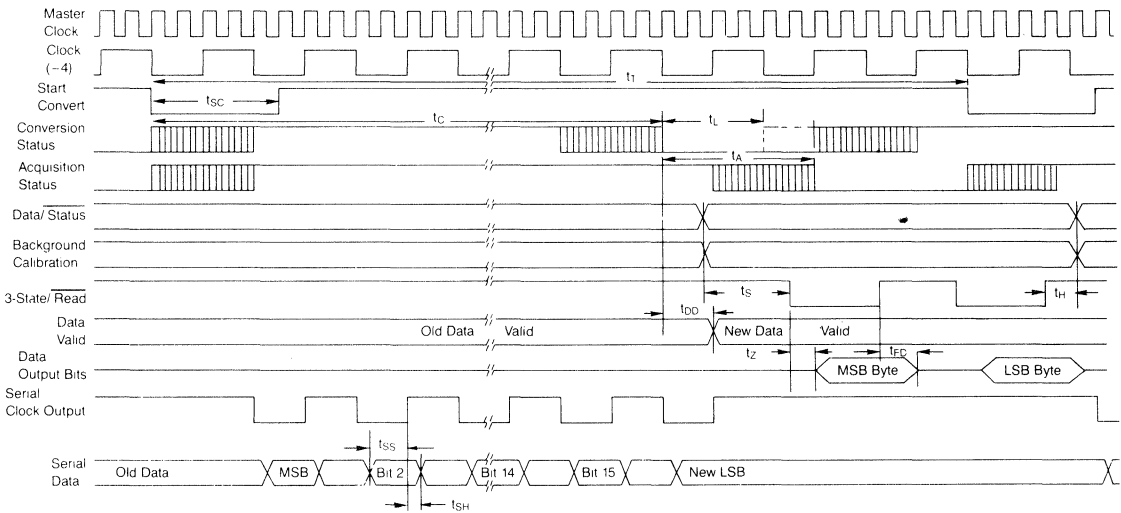 Master
Clock
Clock
(-4)
t1
Start
Convert
tSC
Conversion
Status
tC
tL
Acquisition
Status
tA
Data/Status
Background
Calibration
3-State/Read
tS
tH
tDD
Data
Valid
Old Data Valid
New Data Valid
Data
Output Bits
tZ
tFD
MSB Byte
LSB Byte
Serial
Clock Output
tSS
Serial
Data
Old Data
MSB
Bit 2
Bit 14
Bit 15
New LSB
tSH